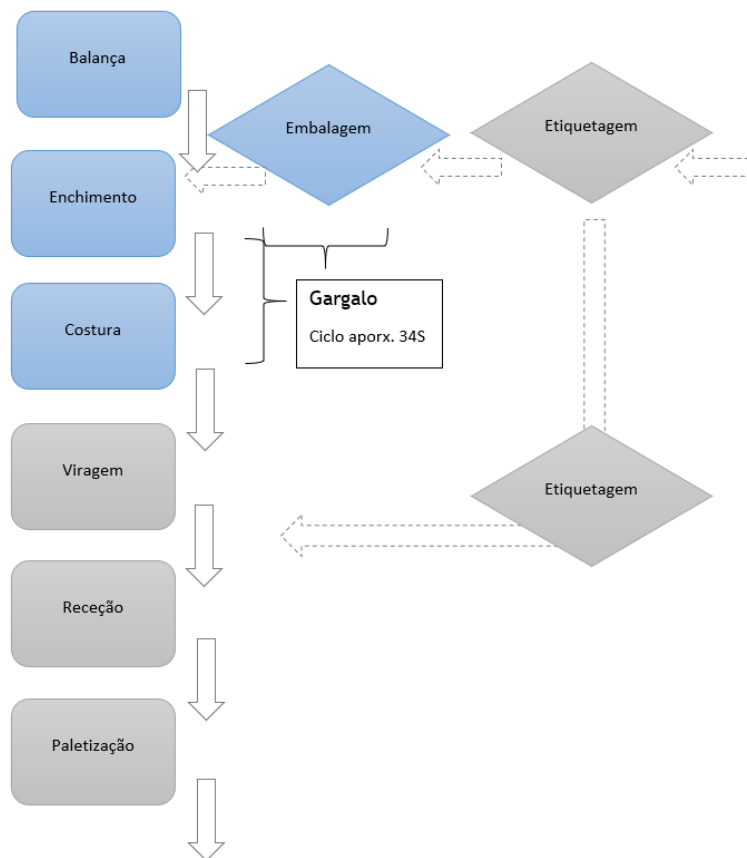 Balança
Embalagem
Etiquetagem
Enchimento
Gargalo
Ciclo aporx. 34S
Costura
Viragem
Etiquetagem
Receção
Paletização